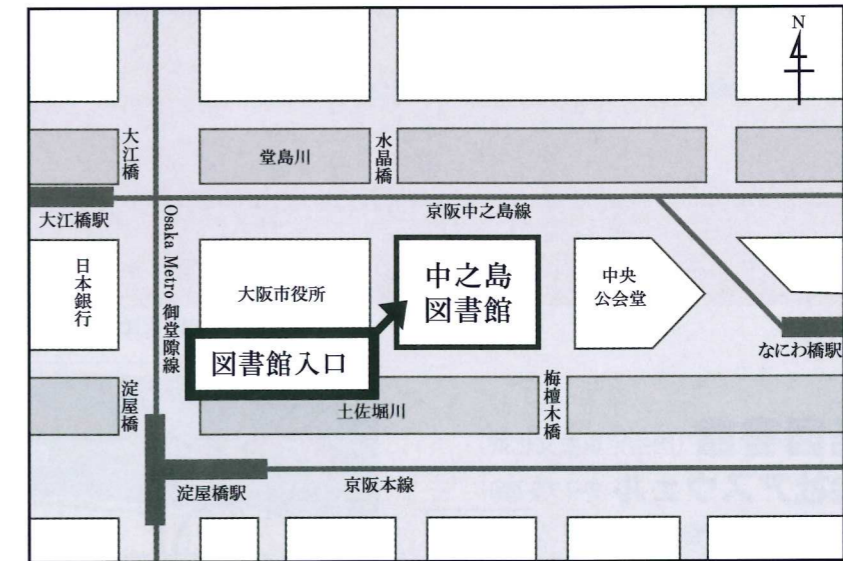 N
大江橋
堂島川
水晶橋
大江橋駅
京阪中之島線
Osaka Metro 御堂隙線
日本銀行
大阪市役所
中之島
図書館
中央
公会堂
なにわ橋駅
図書館入口
淀屋橋
土佐堀川
梅檀木橋
淀屋橋駅
京阪本線